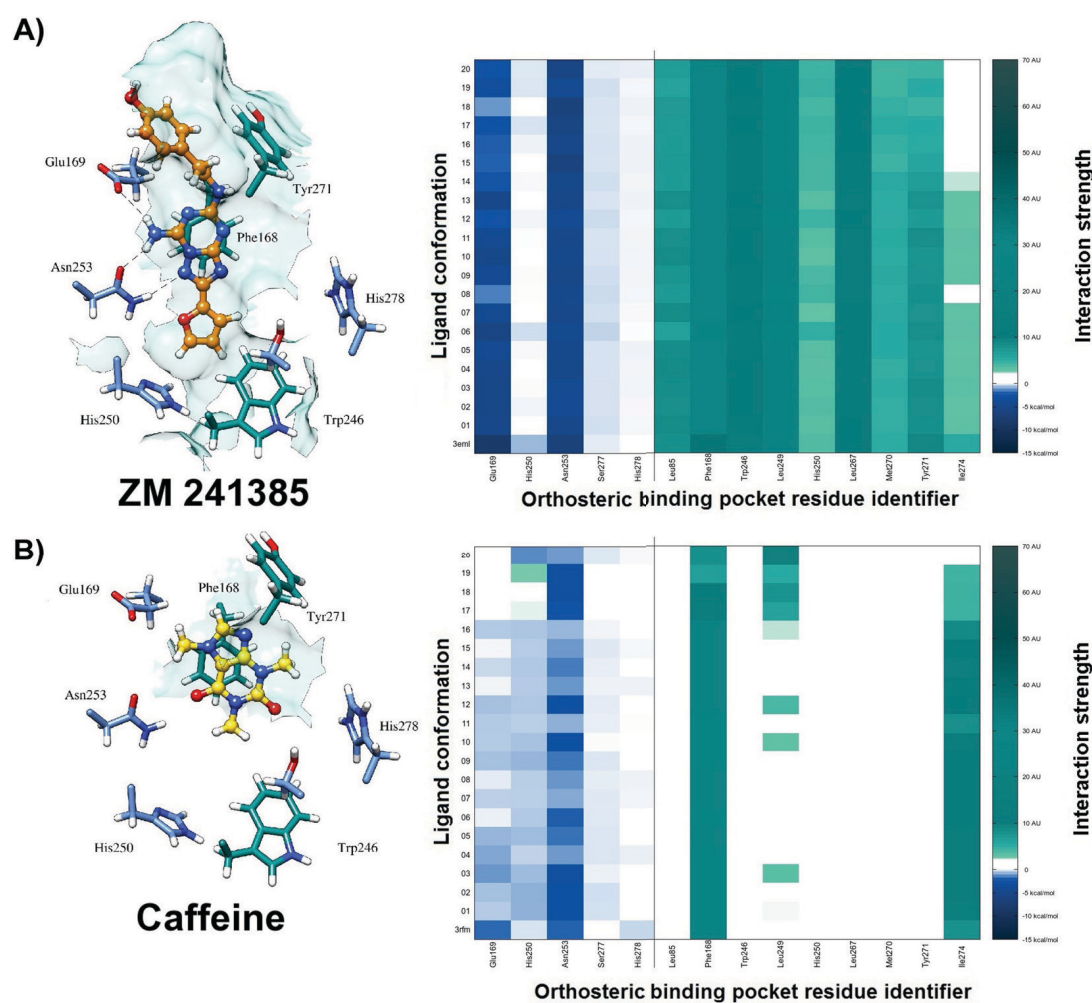 A)
Glu169
Tyr271
Phe168
Asn253
His278
His250
Trp246
ZM 241385
Ligand conformation
20
19
18
17
16
15
14
13
12
11
10
09
08
07
06
05
04
03
02
01
3eml
Glu169
His250
Asn253
Ser277
His278
Leu85
Phe168
Trp246
Leu249
His250
Leu267
Met270
Tyr271
Ile274
Orthosteric binding pocket residue identifier
70 AU
60 AU
50 AU
40 AU
30 AU
20 AU
10 AU
0
-5 kcal/mol
-10 kcal/mol
-15 kcal/mol
Interaction strength
B)
Glu169
Phe168
Tyr271
Asn253
His278
His250
Trp246
Caffeine
Ligand conformation
20
19
18
17
16
15
14
13
12
11
10
09
08
07
06
05
04
03
02
01
3rfm
Glu169
His250
Asn253
Ser277
His278
Leu85
Phe168
Trp246
Leu249
His250
Leu267
Met270
Tyr271
Ile274
Orthosteric binding pocket residue identifier
70 AU
60 AU
50 AU
40 AU
30 AU
20 AU
10 AU
0
-5 kcal/mol
-10 kcal/mol
-15 kcal/mol
Interaction strength